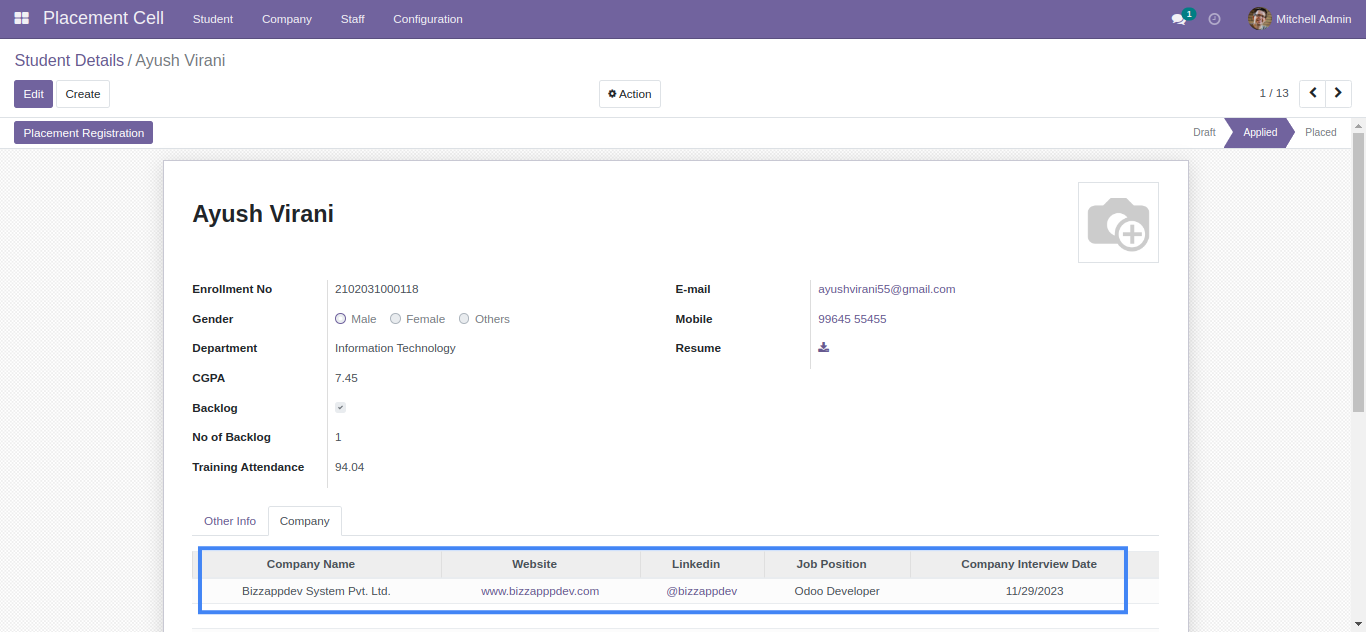 Placement Cell Student Company Staff Configuration 1 Mitchell Admin
Student Details / Ayush Virani
Edit Create Action 1 / 13
Placement Registration Draft Applied Placed
Ayush Virani
Enrollment No 2102031000118 E-mail ayushvirani55@gmail.com
Gender Male Female Others Mobile 99645 55455
Department Information Technology Resume
CGPA 7.45
Backlog
No of Backlog 1
Training Attendance 94.04
Other Info Company
Company Name Website Linkedin Job Position Company Interview Date
Bizzappdev System Pvt. Ltd. www.bizzapppdev.com @bizzappdev Odoo Developer 11/29/2023